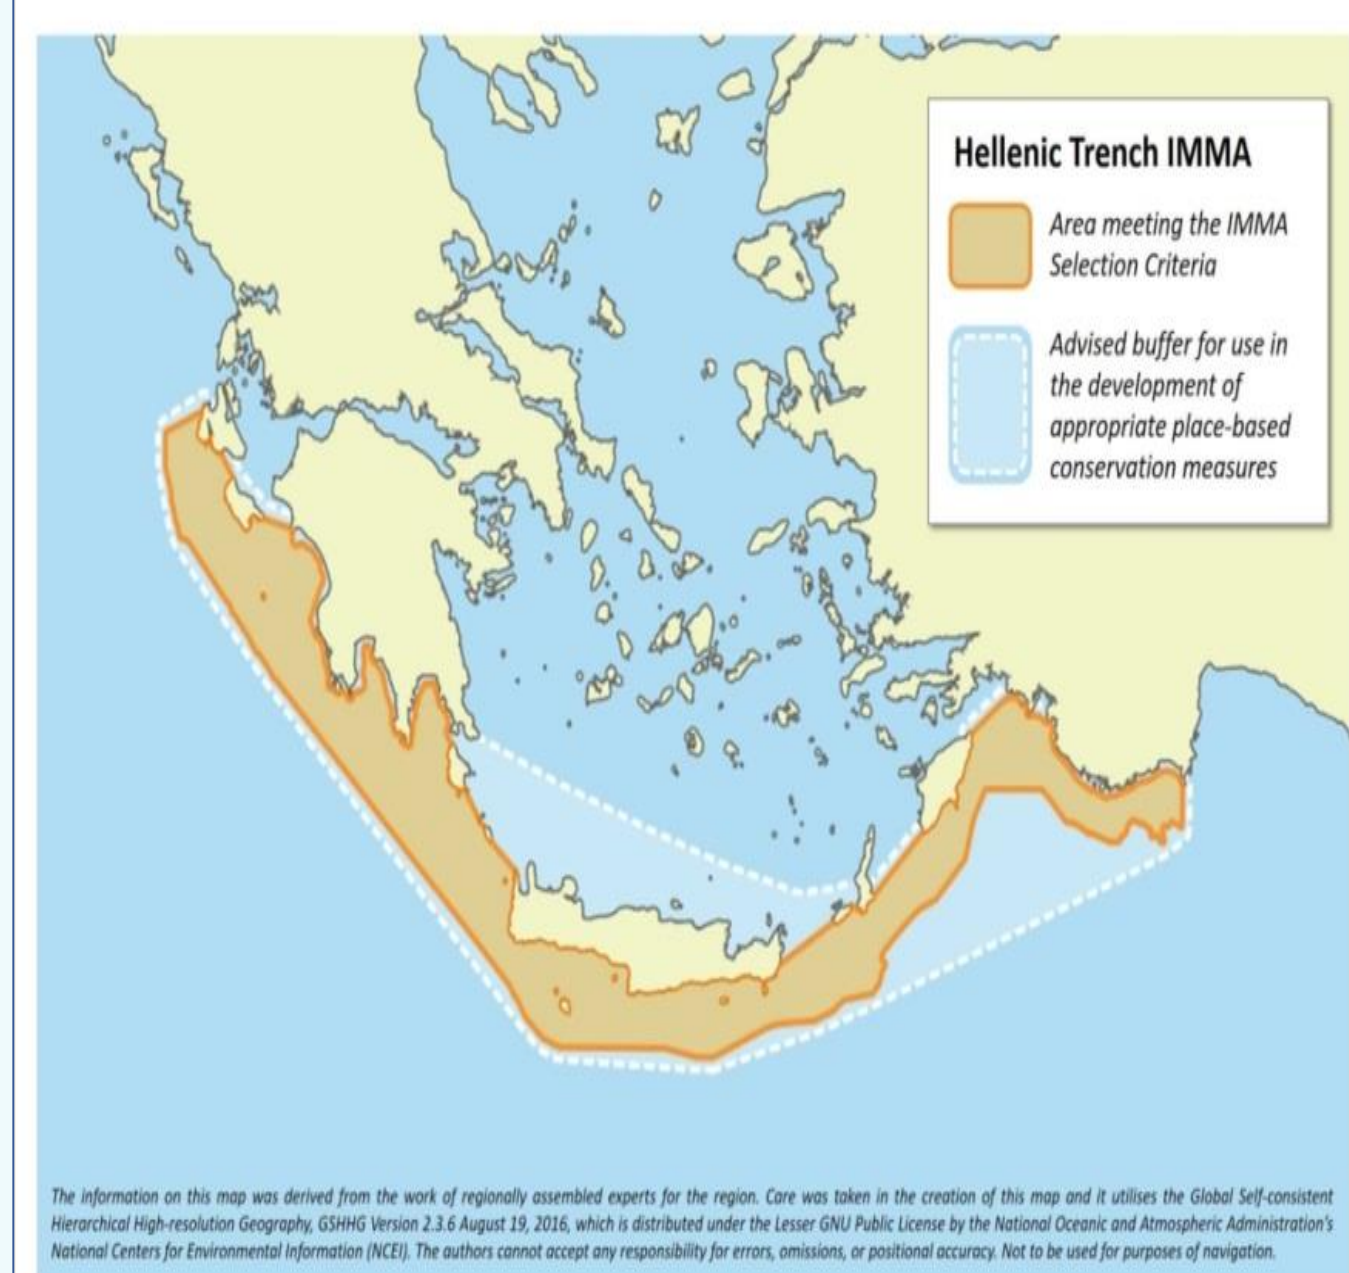 Hellenic Trench IMMA
Area meeting the IMMA
Selection Criteria
Advised buffer for use in
the development of
appropriate place-based
conservation measures
The information on this map was derived from the work of regionally assembled experts for the region. Care was taken in the creation of this map and it utilises the Global Self-consistent
Hierarchical High-resolution Geography, GSHHG Version 2.3.6 August 19, 2016, which is distributed under the Lesser GNU Public License by the National Oceanic and Atmospheric Administration's
National Centers for Environmental Information (NCEI). The authors cannot accept any responsibility for errors, omissions, or positional accuracy. Not to be used for purposes of navigation.